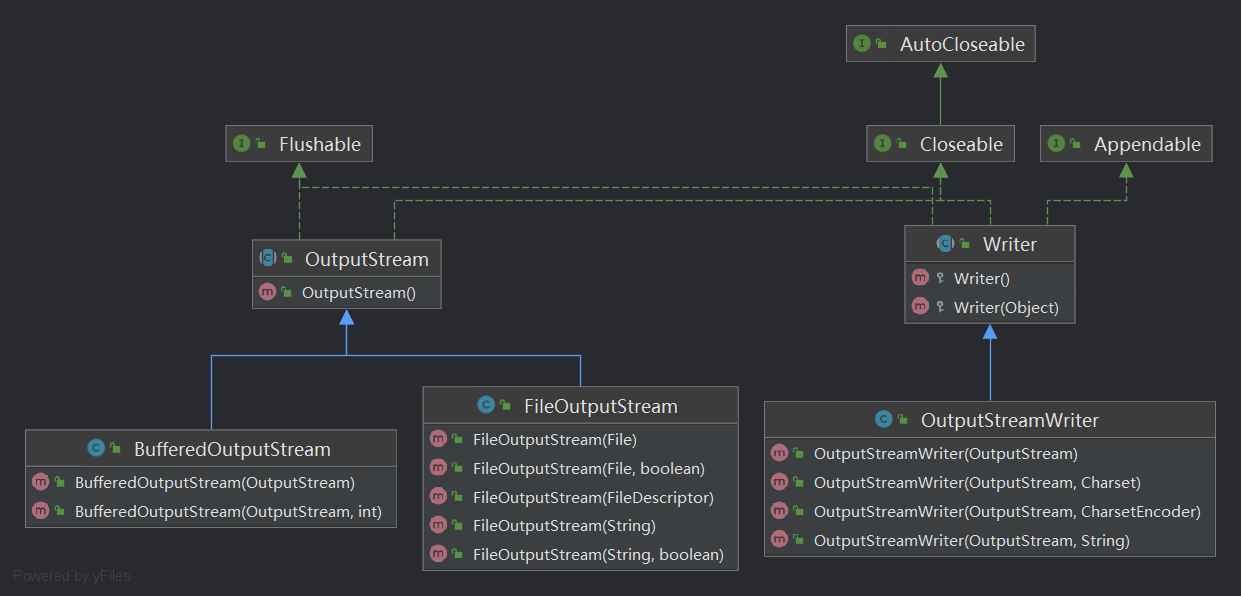 AutoCloseable
Flushable
Closeable
Appendable
OutputStream
OutputStream()
Writer
Writer()
Writer(Object)
BufferedOutputStream
BufferedOutputStream(OutputStream)
BufferedOutputStream(OutputStream, int)
FileOutputStream
FileOutputStream(File)
FileOutputStream(File, boolean)
FileOutputStream(FileDescriptor)
FileOutputStream(String)
FileOutputStream(String, boolean)
OutputStreamWriter
OutputStreamWriter(OutputStream)
OutputStreamWriter(OutputStream, Charset)
OutputStreamWriter(OutputStream, CharsetEncoder)
OutputStreamWriter(OutputStream, String)
Powered by yFiles